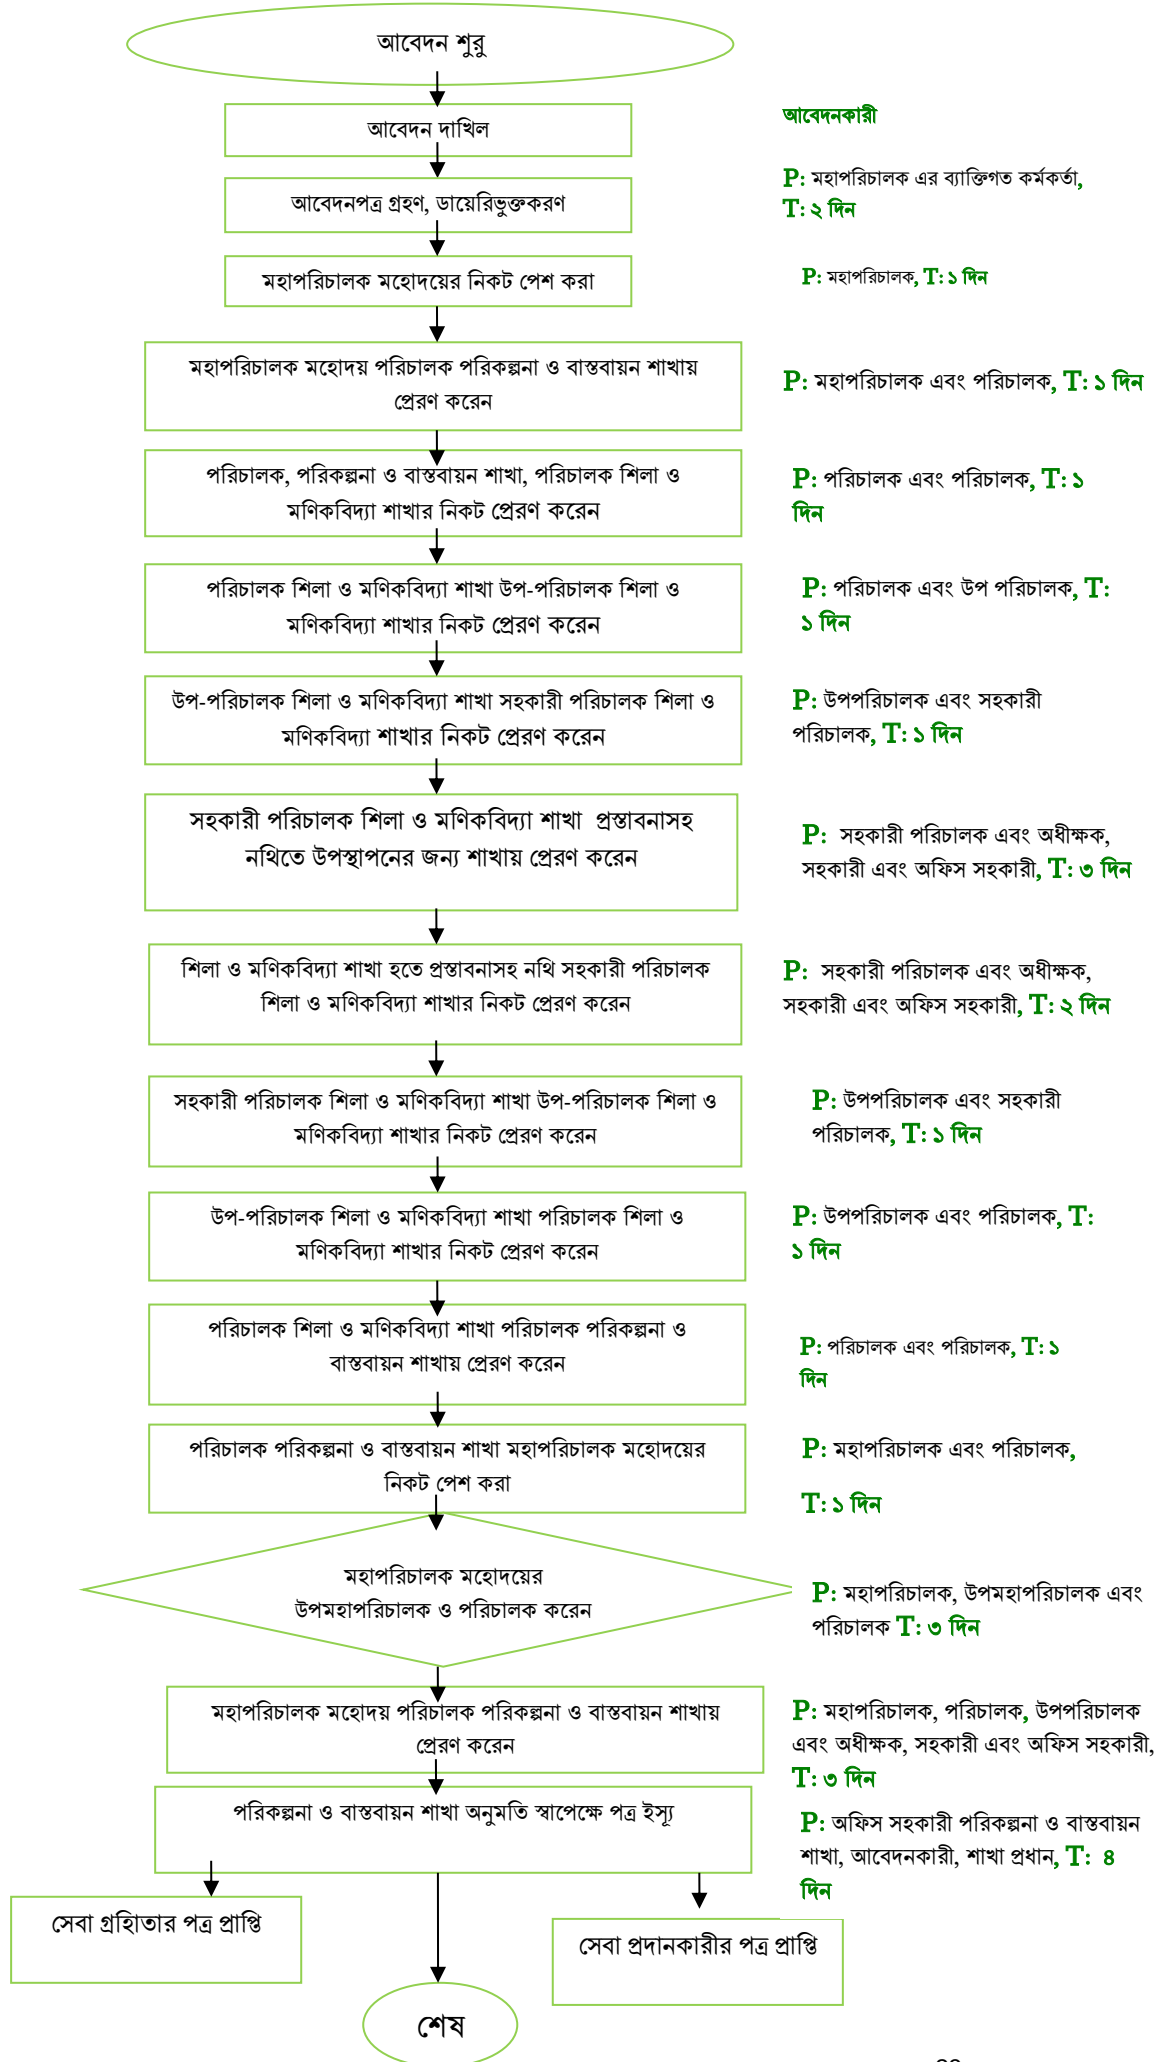 আবেদন শুরু
আবেদন দাখিল
আবেদনকারী
আবেদনপত্র গ্রহণ, ডায়েরিভুক্তকরণ
P: মহাপরিচালক এর ব্যাক্তিগত কর্মকর্তা,
T: ২ দিন
মহাপরিচালক মহোদয়ের নিকট পেশ করা
P: মহাপরিচালক, T: ১ দিন
মহাপরিচালক মহোদয় পরিচালক পরিকল্পনা ও বাস্তবায়ন শাখায়
প্রেরণ করেন
P: মহাপরিচালক এবং পরিচালক, T: ১ দিন
পরিচালক, পরিকল্পনা ও বাস্তবায়ন শাখা, পরিচালক শিলা ও
মণিকবিদ্যা শাখার নিকট প্রেরণ করেন
P: পরিচালক এবং পরিচালক, T: ১
দিন
পরিচালক শিলা ও মণিকবিদ্যা শাখা উপ-পরিচালক শিলা ও
মণিকবিদ্যা শাখার নিকট প্রেরণ করেন
P: পরিচালক এবং উপ পরিচালক, T:
১ দিন
উপ-পরিচালক শিলা ও মণিকবিদ্যা শাখা সহকারী পরিচালক শিলা ও
মণিকবিদ্যা শাখার নিকট প্রেরণ করেন
P: উপপরিচালক এবং সহকারী
পরিচালক, T: ১ দিন
সহকারী পরিচালক শিলা ও মণিকবিদ্যা শাখা প্রস্তাবনাসহ
নথিতে উপস্থাপনের জন্য শাখায় প্রেরণ করেন
P: সহকারী পরিচালক এবং অধীক্ষক,
সহকারী এবং অফিস সহকারী, T: ৩ দিন
শিলা ও মণিকবিদ্যা শাখা হতে প্রস্তাবনাসহ নথি সহকারী পরিচালক
শিলা ও মণিকবিদ্যা শাখার নিকট প্রেরণ করেন
P: সহকারী পরিচালক এবং অধীক্ষক,
সহকারী এবং অফিস সহকারী, T: ২ দিন
সহকারী পরিচালক শিলা ও মণিকবিদ্যা শাখা উপ-পরিচালক শিলা ও
মণিকবিদ্যা শাখার নিকট প্রেরণ করেন
P: উপপরিচালক এবং সহকারী
পরিচালক, T: ১ দিন
উপ-পরিচালক শিলা ও মণিকবিদ্যা শাখা পরিচালক শিলা ও
মণিকবিদ্যা শাখার নিকট প্রেরণ করেন
P: উপপরিচালক এবং পরিচালক, T:
১ দিন
পরিচালক শিলা ও মণিকবিদ্যা শাখা পরিচালক পরিকল্পনা ও
বাস্তবায়ন শাখায় প্রেরণ করেন
P: পরিচালক এবং পরিচালক, T: ১
দিন
পরিচালক পরিকল্পনা ও বাস্তবায়ন শাখা মহাপরিচালক মহোদয়ের
নিকট পেশ করা
P: মহাপরিচালক এবং পরিচালক,
T: ১ দিন
মহাপরিচালক মহোদয়ের
উপমহাপরিচালক ও পরিচালক করেন
P: মহাপরিচালক, উপমহাপরিচালক এবং
পরিচালক T: ৩ দিন
মহাপরিচালক মহোদয় পরিচালক পরিকল্পনা ও বাস্তবায়ন শাখায়
প্রেরণ করেন
P: মহাপরিচালক, পরিচালক, উপপরিচালক
এবং অধীক্ষক, সহকারী এবং অফিস সহকারী,
T: ৩ দিন
পরিকল্পনা ও বাস্তবায়ন শাখা অনুমতি স্বাপেক্ষে পত্র ইস্যূ
P: অফিস সহকারী পরিকল্পনা ও বাস্তবায়ন
শাখা, আবেদনকারী, শাখা প্রধান, T: ৪
দিন
সেবা গ্রহিাতার পত্র প্রাপ্তি
সেবা প্রদানকারীর পত্র প্রাপ্তি
শেষ